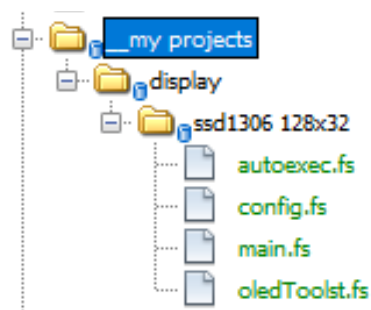 __my projects
display
ssd1306 128x32
autoexec.fs
config.fs
main.fs
oledToolst.fs